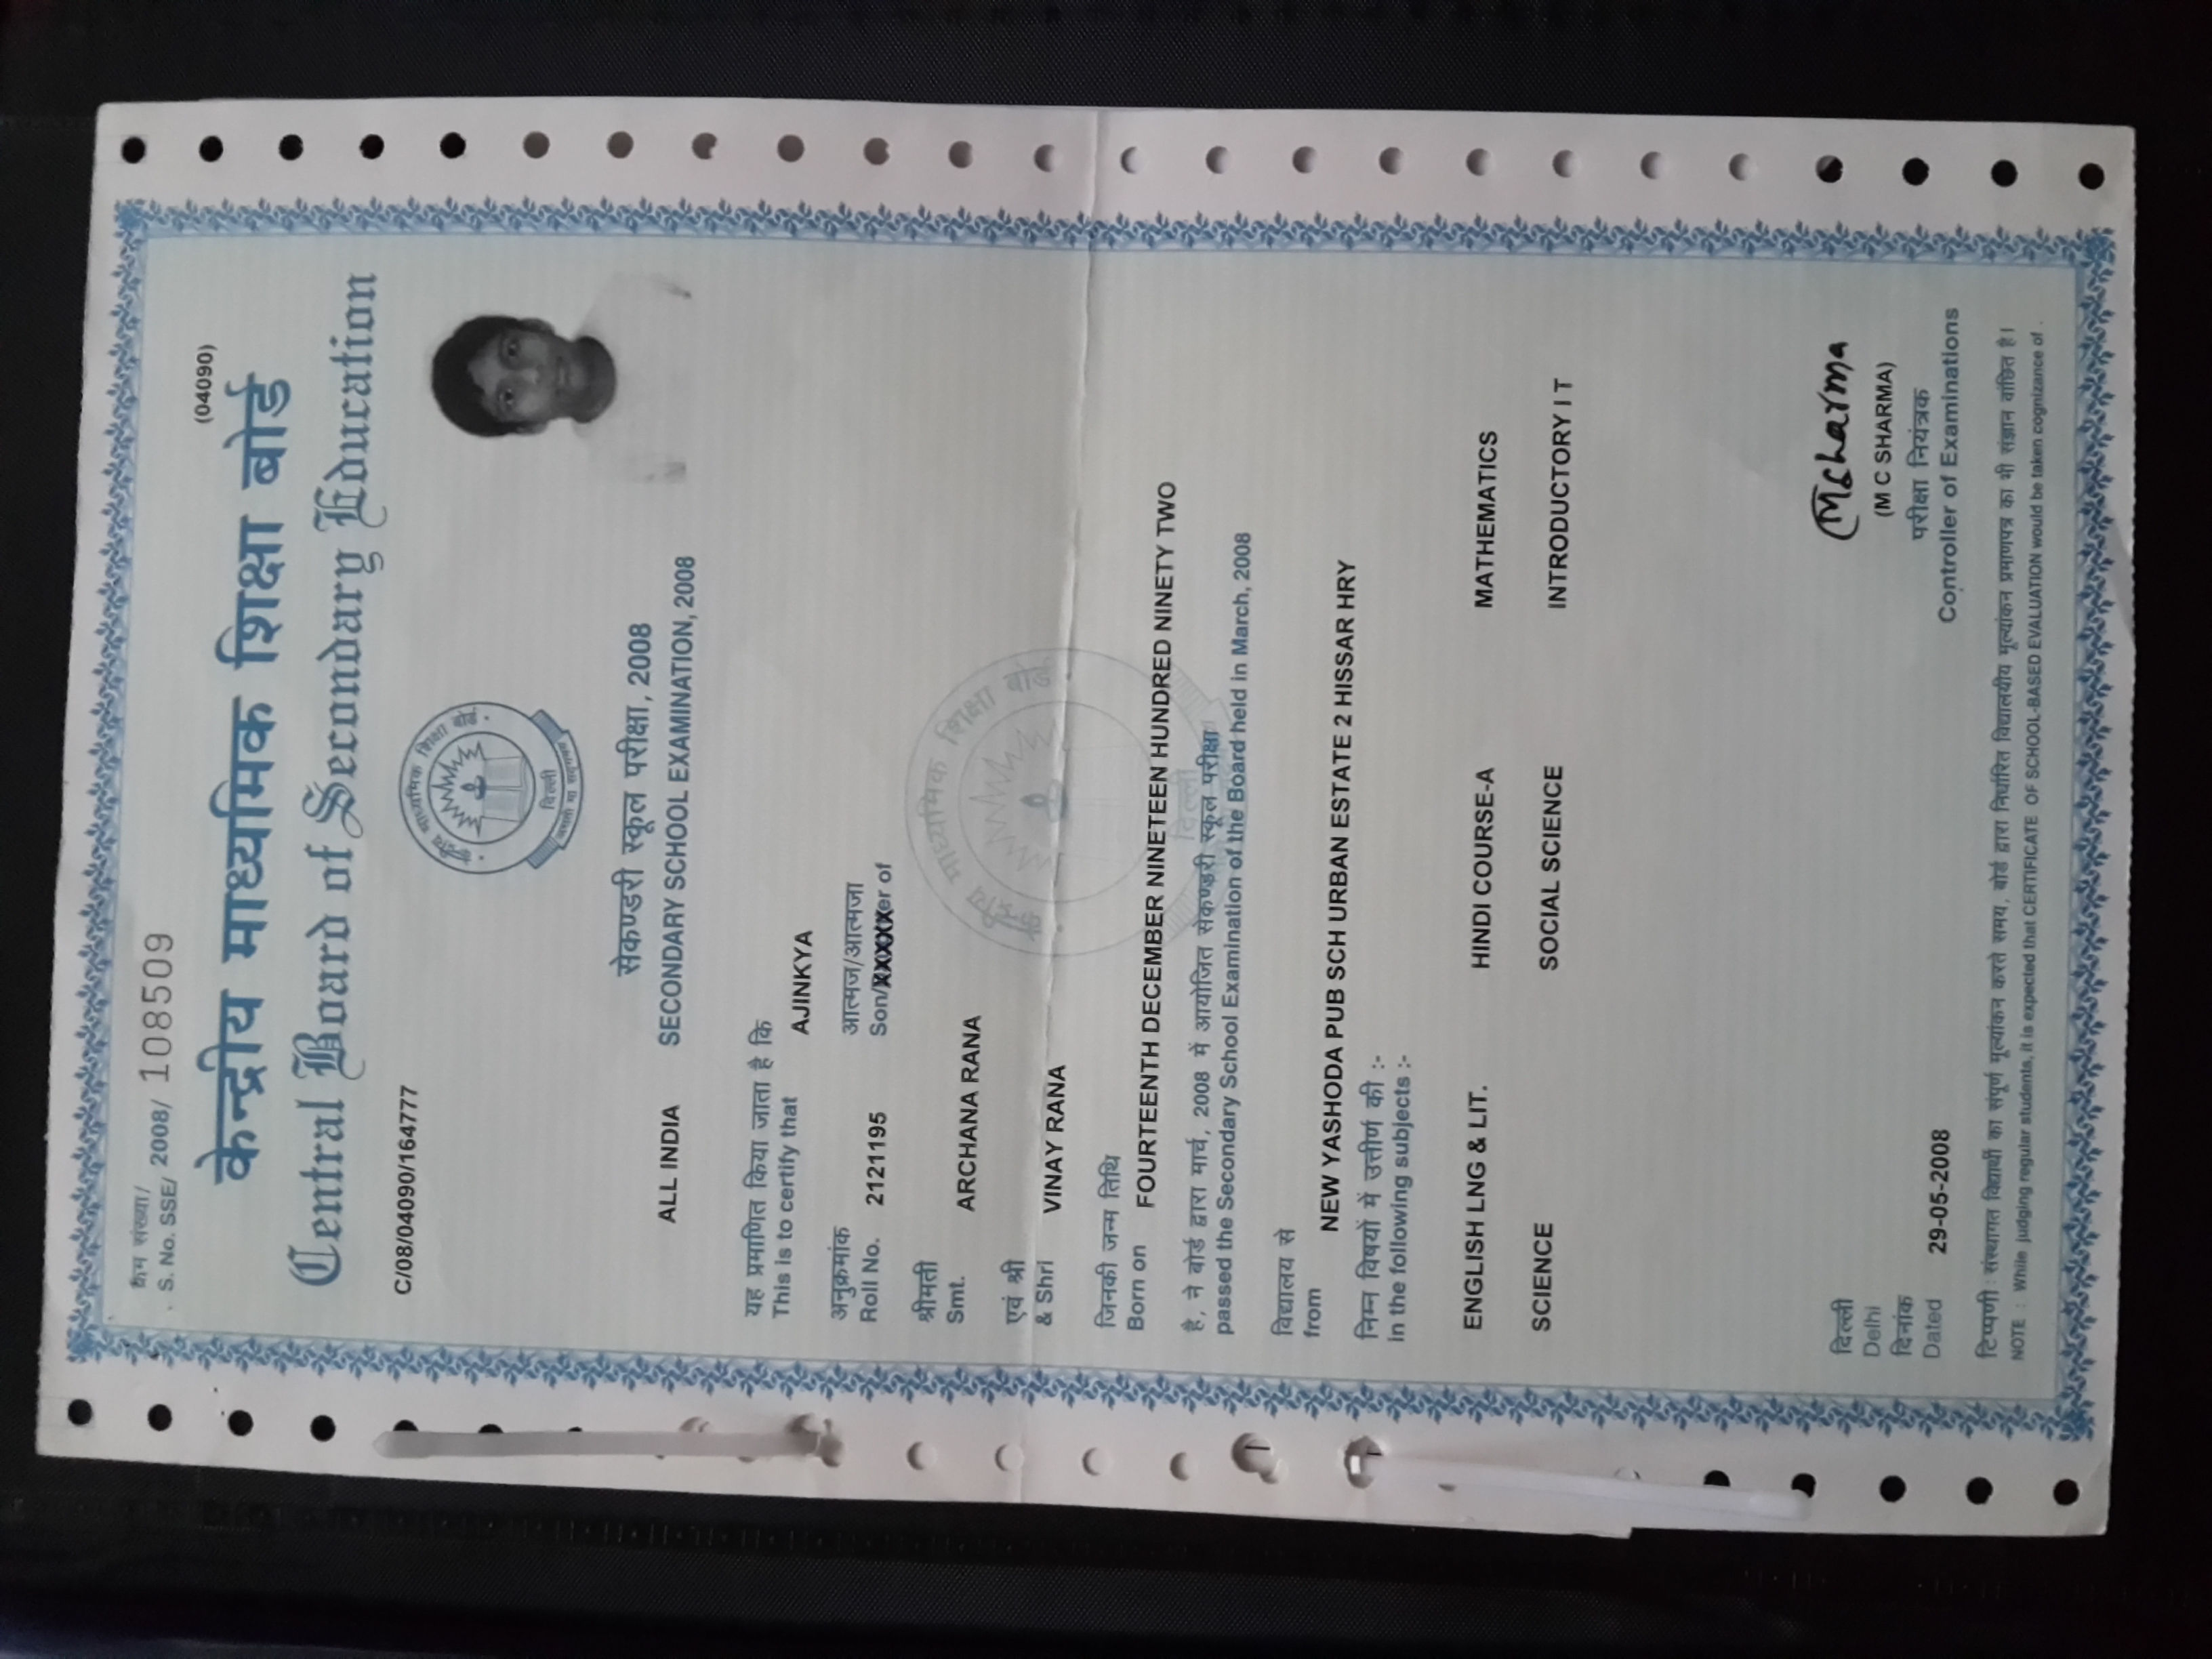 क्रम संख्या/
S. No. SSE/ 2008/ 108509
(04090)
केन्द्रीय माध्यमिक शिक्षा बोर्ड
Central Board of Secondary Education
C/08/04090/164777
केन्द्रीय माध्यमिक शिक्षा बोर्ड
दिल्ली
असतो मा सद्गमय
सेकण्डरी स्कूल परीक्षा, 2008
ALL INDIA SECONDARY SCHOOL EXAMINATION, 2008
यह प्रमाणित किया जाता है कि
This is to certify that AJINKYA
अनुक्रमांक आत्मज/आत्मजा
Roll No. 2121195 Son/XXXXXer of
श्रीमती
Smt. ARCHANA RANA
एवं श्री
& Shri VINAY RANA
केन्द्रीय माध्यमिक शिक्षा बोर्ड
दिल्ली
जिनकी जन्म तिथि
Born on FOURTEENTH DECEMBER NINETEEN HUNDRED NINETY TWO
है, ने बोर्ड द्वारा मार्च, 2008 में आयोजित सेकण्डरी स्कूल परीक्षा
passed the Secondary School Examination of the Board held in March, 2008
विद्यालय से
from NEW YASHODA PUB SCH URBAN ESTATE 2 HISSAR HRY
निम्न विषयों में उत्तीर्ण की :-
in the following subjects :-
ENGLISH LNG & LIT. HINDI COURSE-A MATHEMATICS
SCIENCE SOCIAL SCIENCE INTRODUCTORY I T
दिल्ली
Delhi
दिनांक
Dated 29-05-2008
MCSharma
(M C SHARMA)
परीक्षा नियंत्रक
Controller of Examinations
टिप्पणी : संस्थागत विद्यार्थी का संपूर्ण मूल्यांकन करते समय, बोर्ड द्वारा निर्धारित विद्यालयीय मूल्यांकन प्रमाणपत्र का भी संज्ञान वांछित है।
NOTE : While judging regular students, it is expected that CERTIFICATE OF SCHOOL-BASED EVALUATION would be taken cognizance of .